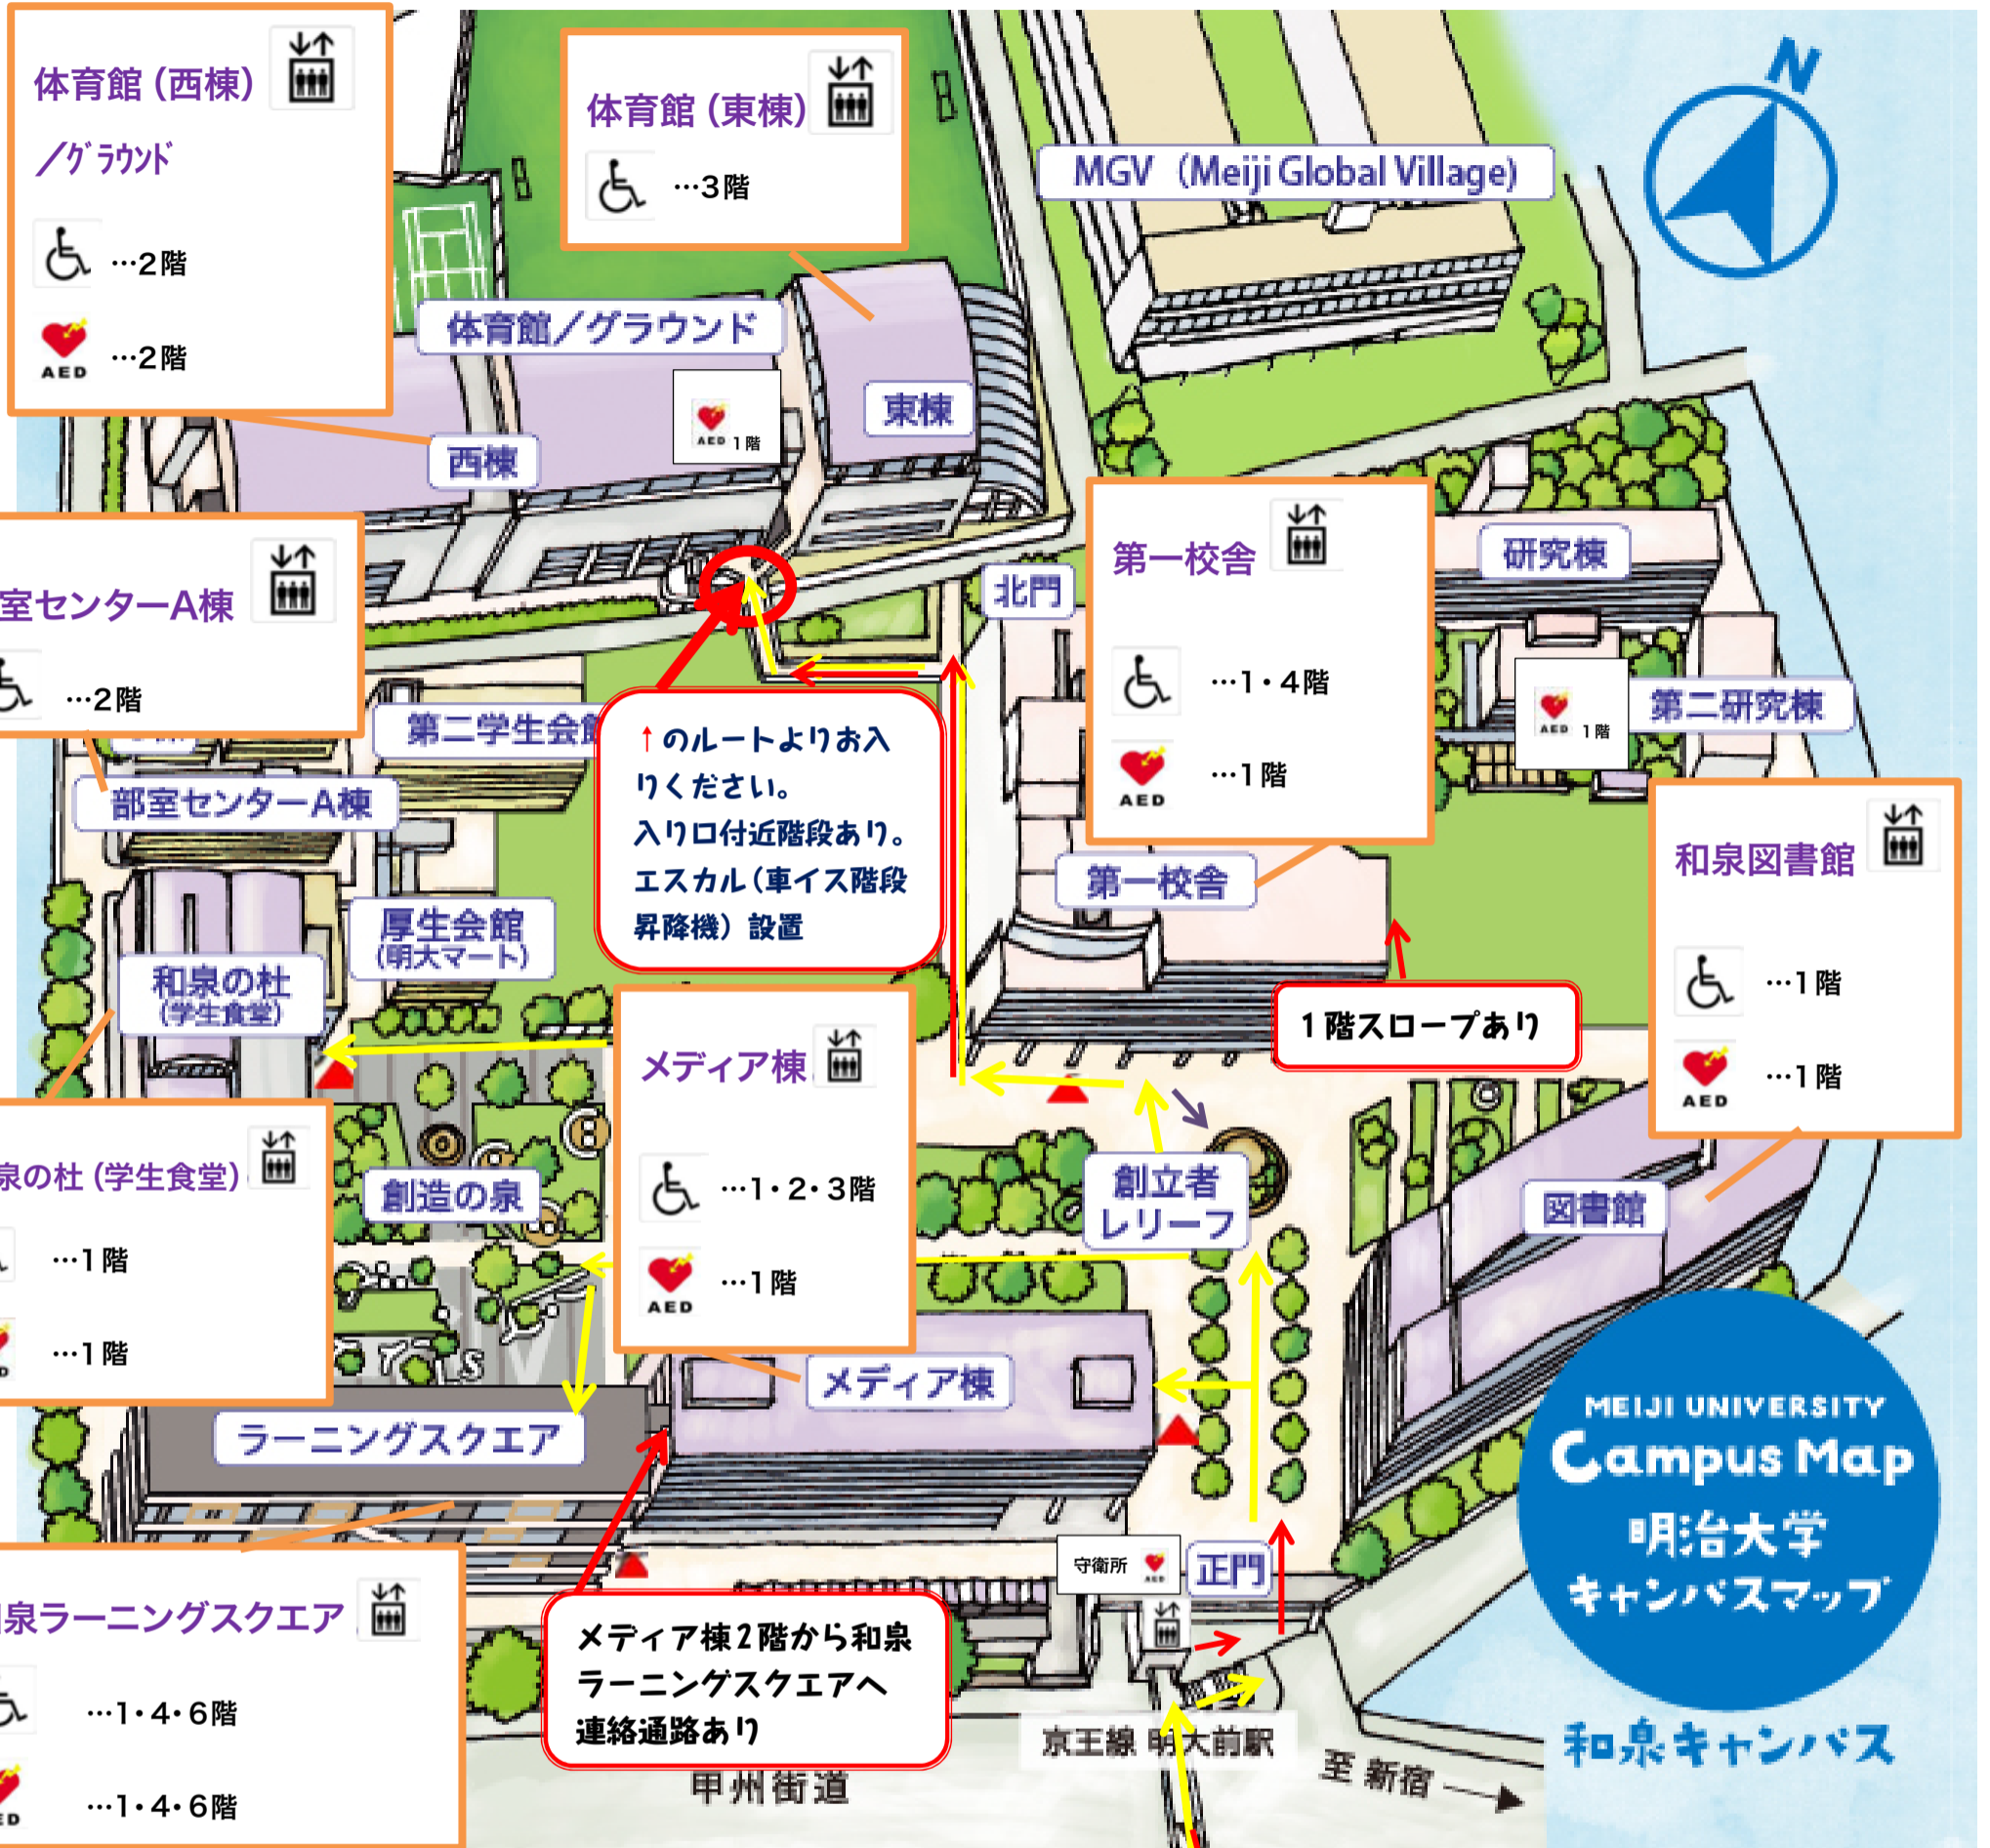 体育館（西棟）
／グラウンド
…2階
AED
…2階
体育館（東棟）
…3階
MGV（Meiji Global Village)
N
体育館／グラウンド
東棟
AED 1階
西棟
室センターA棟
…2階
北門
第一校舎
…1・4階
AED
…1階
研究棟
AED 1階
第二研究棟
第二学生会
部室センターA棟
↑のルートよりお入
りください。
入り口付近階段あり。
エスカル（車イス階段
昇降機）設置
第一校舎
和泉図書館
…1階
AED
…1階
厚生会館
（明大マート）
和泉の杜
（学生食堂）
1階スロープあり
メディア棟
…1・2・3階
AED
…1階
泉の杜（学生食堂）
…1階
…1階
創造の泉
創立者
レリーフ
図書館
メディア棟
ラーニングスクエア
MEIJI UNIVERSITY
Campus Map
明治大学
キャンパスマップ
和泉キャンパス
守衛所 AED
正門
泉ラーニングスクエア
…1・4・6階
ED
…1・4・6階
メディア棟2階から和泉
ラーニングスクエアへ
連絡通路あり
京王線 明大前駅
甲州街道
至 新宿